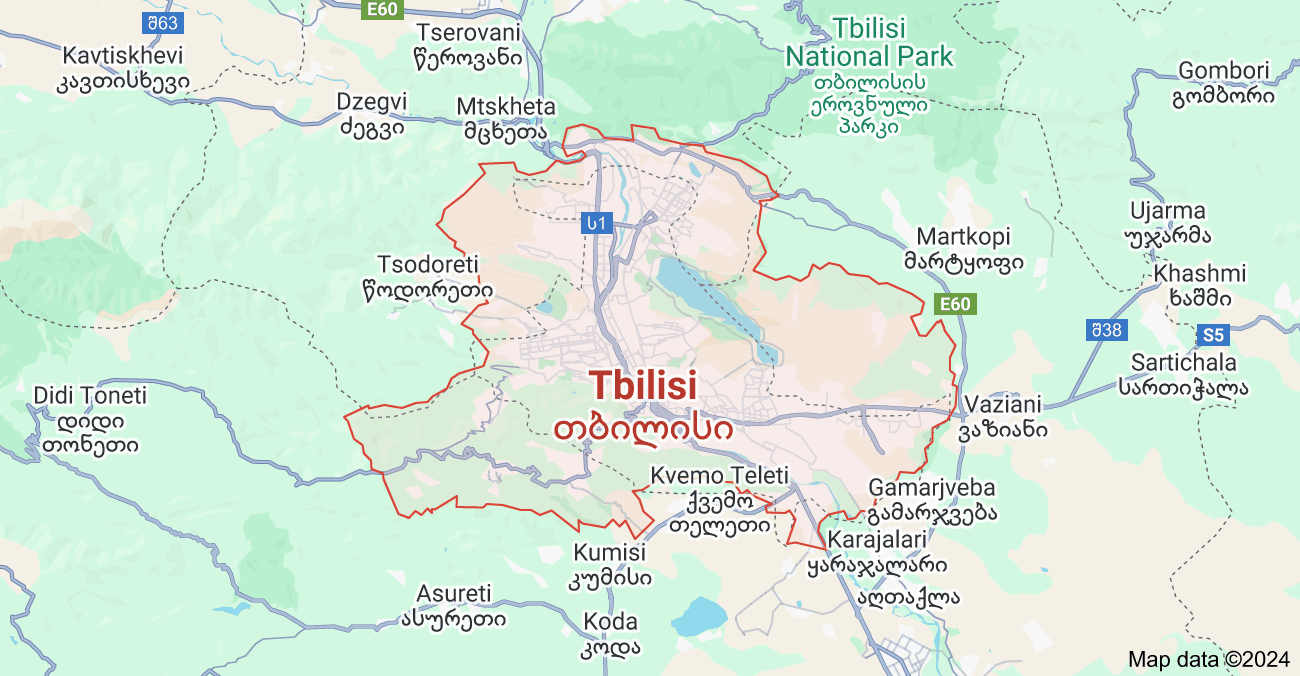 E60
შ63
Tserovani
წეროვანი
Kavtiskhevi
კავთისხევი
Tbilisi
National Park
თბილისის
ეროვნული
პარკი
Gombori
გომბორი
Dzegvi
ძეგვი
Mtskheta
მცხეთა
ს1
Ujarma
უჯარმა
Martkopi
მარტყოფი
Tsodoreti
წოდორეთი
Khashmi
ხაშმი
E60
შ38
S5
Sartichala
სართიჭალა
Tbilisi
თბილისი
Didi Toneti
დიდი
თონეთი
Vaziani
ვაზიანი
Kvemo Teleti
ქვემო
თელეთი
Gamarjveba
გამარჯვება
Karajalari
ყარაჯალარი
Kumisi
კუმისი
აღთაქლა
Asureti
ასურეთი
Koda
კოდა
Map data ©2024